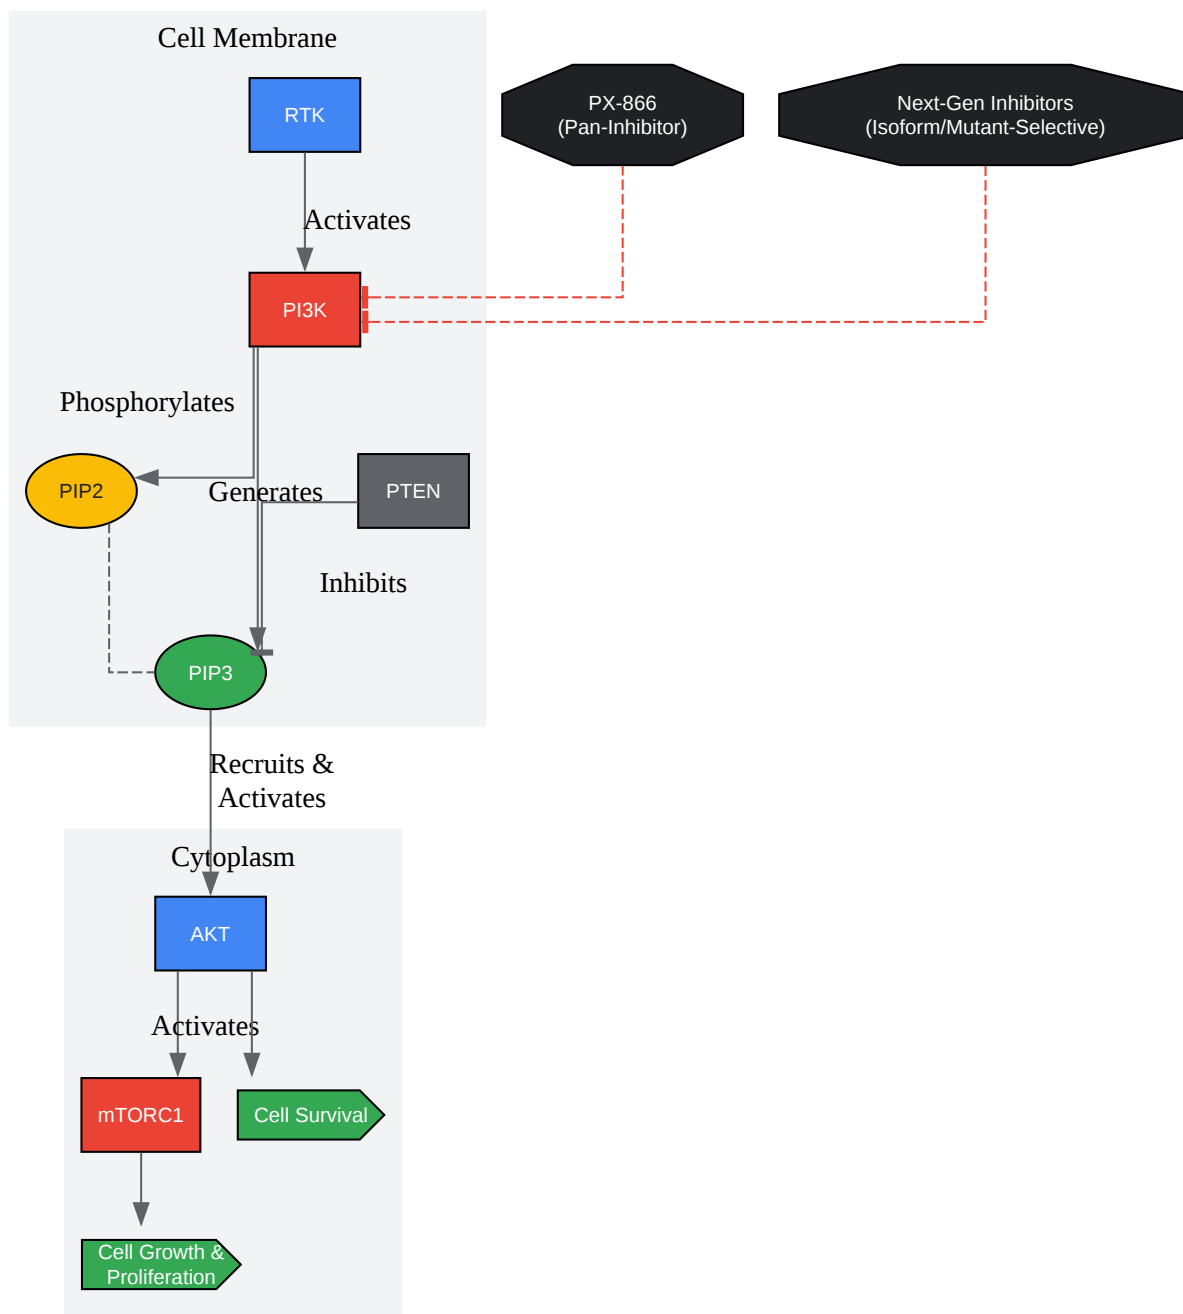 Cell Membrane
RTK
PX-866
(Pan-Inhibitor)
Next-Gen Inhibitors
(Isoform/Mutant-Selective)
Activates
PI3K
Phosphorylates
PIP2
Generates
PTEN
Inhibits
PIP3
Recruits &
Activates
Cytoplasm
AKT
Activates
mTORC1
Cell Survival
Cell Growth &
Proliferation